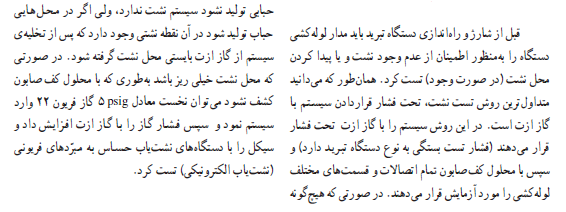 قبل از شارژ و راه‌اندازی دستگاه تبرید باید مدار لوله‌کشی
دستگاه را به‌منظور اطمینان از عدم وجود نشت و یا پیدا کردن
محل نشت (در صورت وجود) تست کرد. همان‌طور که می‌دانید
متداول‌ترین روش تست نشت، تحت فشار قراردادن سیستم با
گاز ازت است. در این روش سیستم را با گاز ازت تحت فشار
قرار می‌دهند (فشار تست بستگی به نوع دستگاه تبرید دارد) و
سپس با محلول کف‌صابون تمام اتصالات و قسمت‌های مختلف
لوله‌کشی را مورد آزمایش قرار می‌دهند. در صورتی که هیچ‌گونه
حبابی تولید نشود سیستم نشت ندارد، ولی اگر در محل‌هایی
حباب تولید شود در آن نقطه نشتی وجود دارد که پس از تخلیه‌ی
سیستم از گاز ازت بایستی محل نشت گرفته شود. در صورتی
که محل نشت خیلی ریز باشد به‌طوری که با محلول کف‌صابون
کشف نشود می‌توان نخست معادل ۵ psig گاز فریون ۲۲ وارد
سیستم نمود و سپس فشار گاز را با گاز ازت افزایش داد و
سیکل را با دستگاه‌های نشت‌یاب حساس به مبرّدهای فریونی
(نشت‌یاب الکترونیکی) تست کرد.